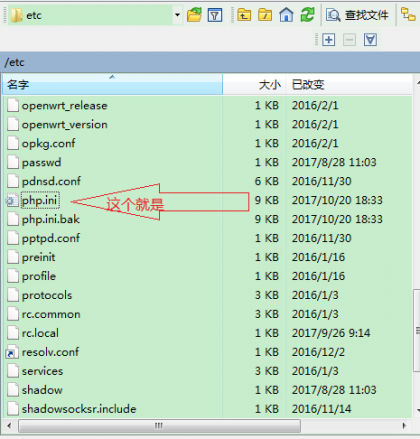 etc
查找文件
/etc
名字 大小 已改变
openwrt_release 1 KB 2016/2/1
openwrt_version 1 KB 2016/2/1
opkg.conf 1 KB 2016/2/1
passwd 1 KB 2017/8/28 11:03
pdnsd.conf 6 KB 2016/11/30
php.ini 这个就是 9 KB 2017/10/20 18:33
php.ini.bak 9 KB 2017/10/20 18:33
pptpd.conf 1 KB 2016/11/30
preinit 1 KB 2016/1/16
profile 1 KB 2016/1/16
protocols 3 KB 2016/1/3
rc.common 3 KB 2016/1/3
rc.local 1 KB 2017/9/26 9:14
resolv.conf 1 KB 2016/12/2
services 3 KB 2016/1/3
shadow 1 KB 2017/8/28 11:03
shadowsocksr.include 1 KB 2016/11/14